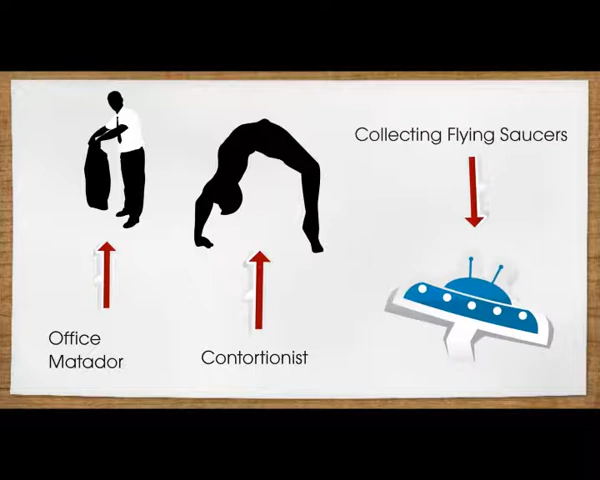 Collecting Flying Saucers
Office
Matador
Contortionist